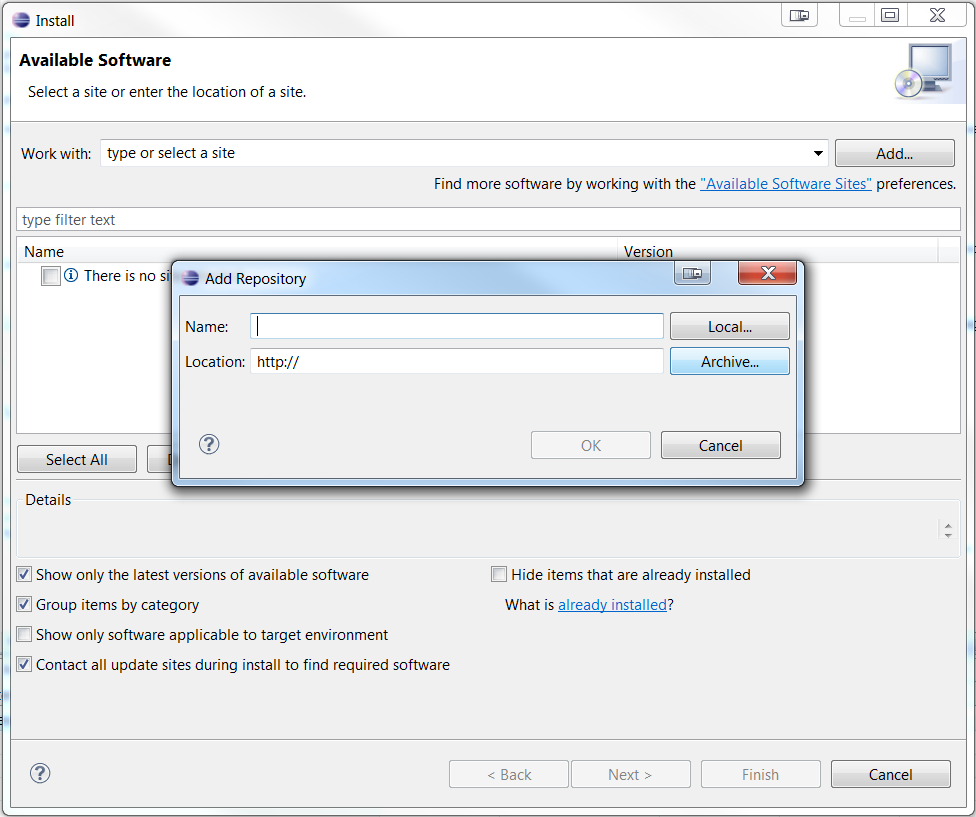 Install
Available Software
Select a site or enter the location of a site.
Work with: type or select a site Add...
Find more software by working with the "Available Software Sites" preferences.
type filter text
Name Version
There is no si
Add Repository
Name: Local...
Location: http:// Archive...
OK Cancel
Select All
Details
Show only the latest versions of available software Hide items that are already installed
Group items by category What is already installed?
Show only software applicable to target environment
Contact all update sites during install to find required software
< Back Next > Finish Cancel